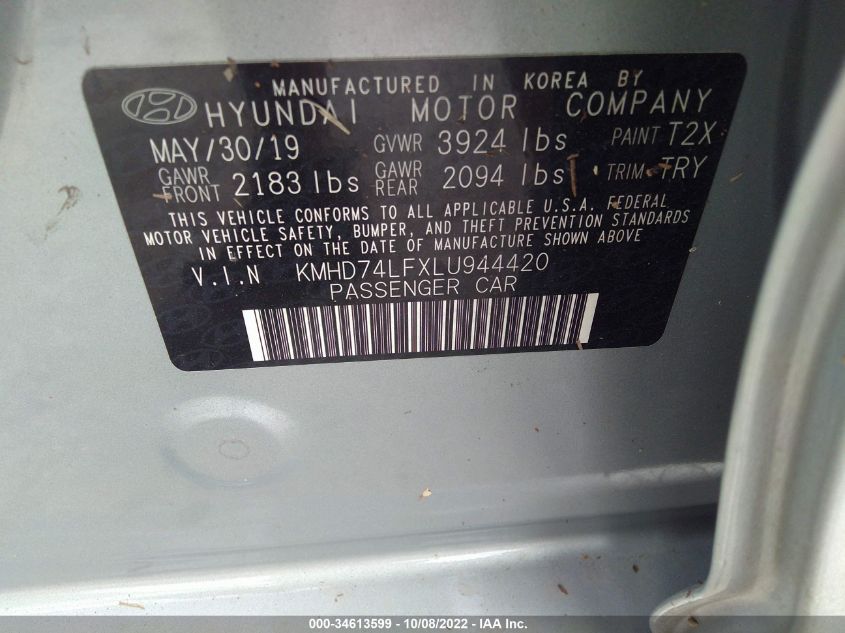 MANUFACTURED IN KOREA BY
HYUNDAI MOTOR COMPANY
MAY/30/19 GVWR 3924 lbs PAINT T2X
GAWR FRONT 2183 lbs GAWR REAR 2094 lbs TRIM TRY
THIS VEHICLE CONFORMS TO ALL APPLICABLE U.S.A. FEDERAL
MOTOR VEHICLE SAFETY, BUMPER, AND THEFT PREVENTION STANDARDS
IN EFFECT ON THE DATE OF MANUFACTURE SHOWN ABOVE
V.I.N KMHD74LFXLU944420
PASSENGER CAR
000-34613599 - 10/08/2022 - IAA Inc.